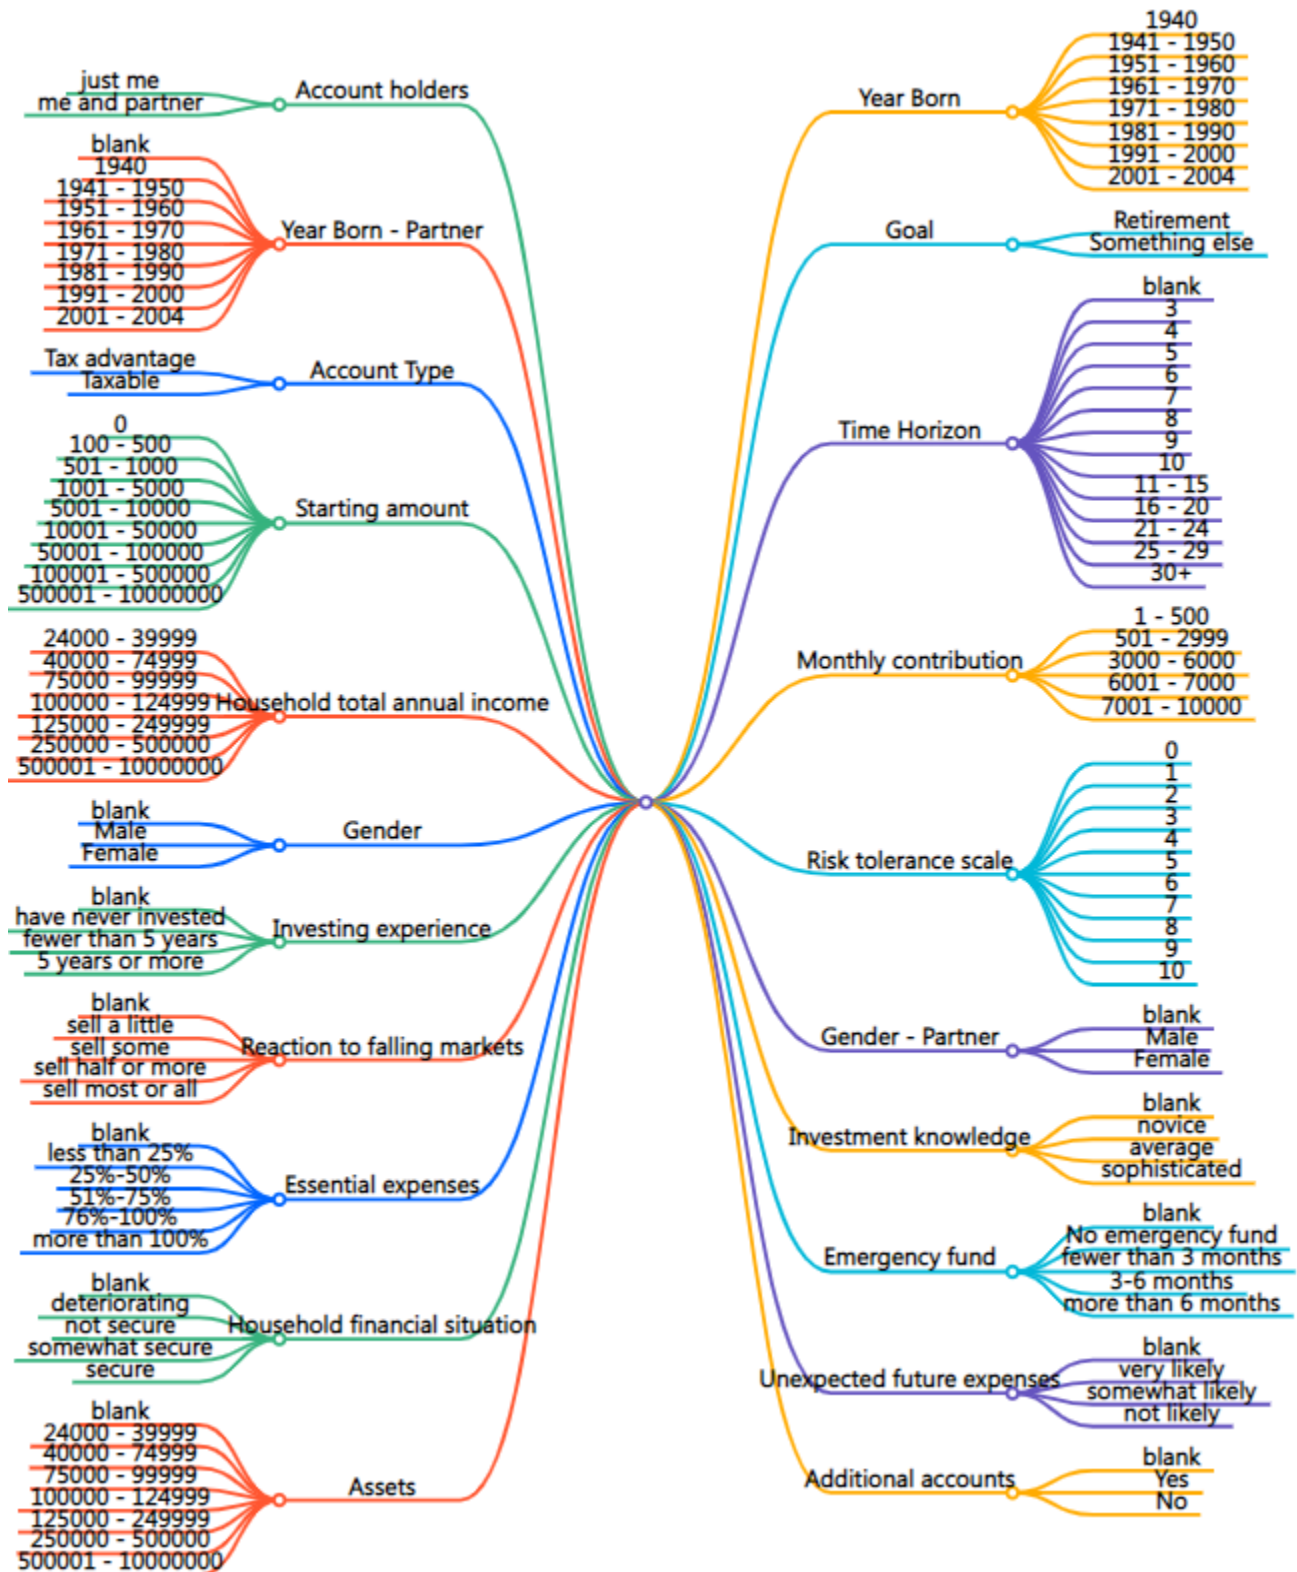 Account holders
just me
me and partner
Year Born - Partner
blank
1940
1941 - 1950
1951 - 1960
1961 - 1970
1971 - 1980
1981 - 1990
1991 - 2000
2001 - 2004
Account Type
Tax advantage
Taxable
Starting amount
0
100 - 500
501 - 1000
1001 - 5000
5001 - 10000
10001 - 50000
50001 - 100000
100001 - 500000
500001 - 10000000
Household total annual income
24000 - 39999
40000 - 74999
75000 - 99999
100000 - 124999
125000 - 249999
250000 - 500000
500001 - 10000000
Gender
blank
Male
Female
Investing experience
blank
have never invested
fewer than 5 years
5 years or more
Reaction to falling markets
blank
sell a little
sell some
sell half or more
sell most or all
Essential expenses
blank
less than 25%
25%-50%
51%-75%
76%-100%
more than 100%
Household financial situation
blank
deteriorating
not secure
somewhat secure
secure
Assets
blank
24000 - 39999
40000 - 74999
75000 - 99999
100000 - 124999
125000 - 249999
250000 - 500000
500001 - 10000000
Year Born
1940
1941 - 1950
1951 - 1960
1961 - 1970
1971 - 1980
1981 - 1990
1991 - 2000
2001 - 2004
Goal
Retirement
Something else
Time Horizon
blank
3
4
5
6
7
8
9
10
11 - 15
16 - 20
21 - 24
25 - 29
30+
Monthly contribution
1 - 500
501 - 2999
3000 - 6000
6001 - 7000
7001 - 10000
Risk tolerance scale
0
1
2
3
4
5
6
7
8
9
10
Gender - Partner
blank
Male
Female
Investment knowledge
blank
novice
average
sophisticated
Emergency fund
blank
No emergency fund
fewer than 3 months
3-6 months
more than 6 months
Unexpected future expenses
blank
very likely
somewhat likely
not likely
Additional accounts
blank
Yes
No